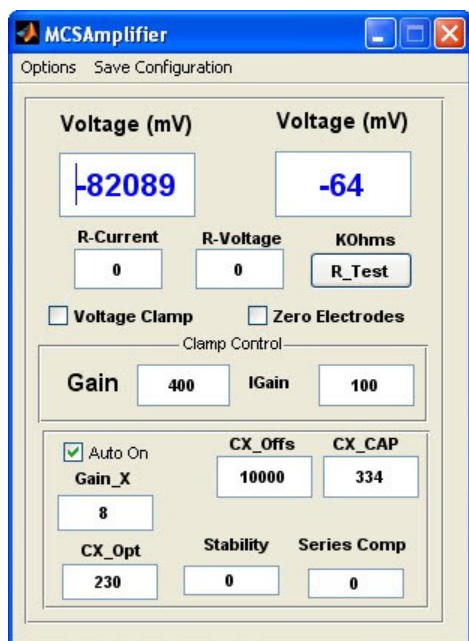 MCSAmplifier
Options Save Configuration
Voltage (mV) Voltage (mV)
-82089 -64
R-Current R-Voltage KOhms
0 0 R_Test
Voltage Clamp Zero Electrodes
Clamp Control
Gain 400 IGain 100
Auto On CX_Offs CX_CAP
Gain_X 10000 334
8
CX_Opt Stability Series Comp
230 0 0